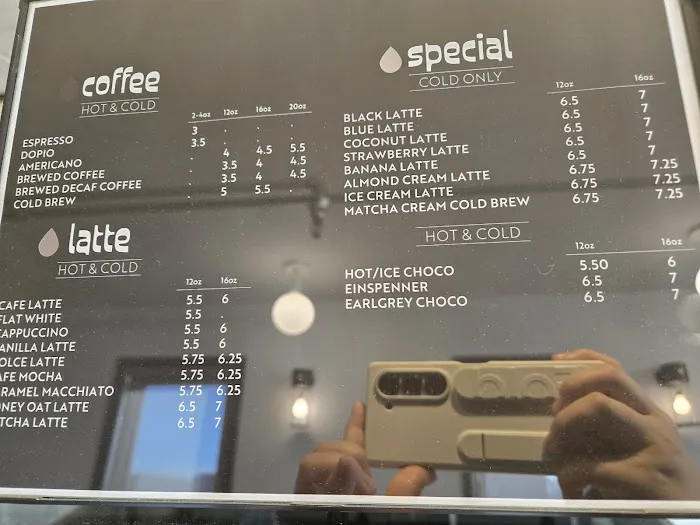 coffee
HOT & COLD
2-4oz 12oz 16oz 20oz
ESPRESSO 3 . . .
DOPIO 3.5 . . .
AMERICANO . 4 4.5 5.5
BREWED COFFEE . 3.5 4 4.5
BREWED DECAF COFFEE . 3.5 4 4.5
COLD BREW . 5 5.5 .
latte
HOT & COLD
12oz 16oz
CAFE LATTE 5.5 6
FLAT WHITE 5.5 .
CAPPUCCINO 5.5 6
ANILLA LATTE 5.5 6
OLCE LATTE 5.75 6.25
AFE MOCHA 5.75 6.25
RAMEL MACCHIATO 5.75 6.25
NEY OAT LATTE 6.5 7
TCHA LATTE 6.5 7
special
COLD ONLY
12oz 16oz
BLACK LATTE 6.5 7
BLUE LATTE 6.5 7
COCONUT LATTE 6.5 7
STRAWBERRY LATTE 6.5 7
BANANA LATTE 6.5 7
ALMOND CREAM LATTE 6.75 7.25
ICE CREAM LATTE 6.75 7.25
MATCHA CREAM COLD BREW 6.75 7.25
HOT & COLD
12oz 16oz
HOT/ICE CHOCO 5.50 6
EINSPENNER 6.5 7
EARLGREY CHOCO 6.5 7